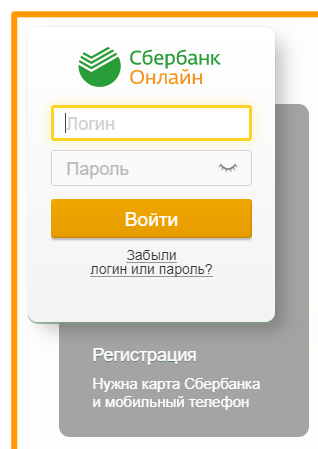 Сбербанк
Онлайн
Логин
Пароль
Войти
Забыли
логин или пароль?
Регистрация
Нужна карта Сбербанка
и мобильный телефон